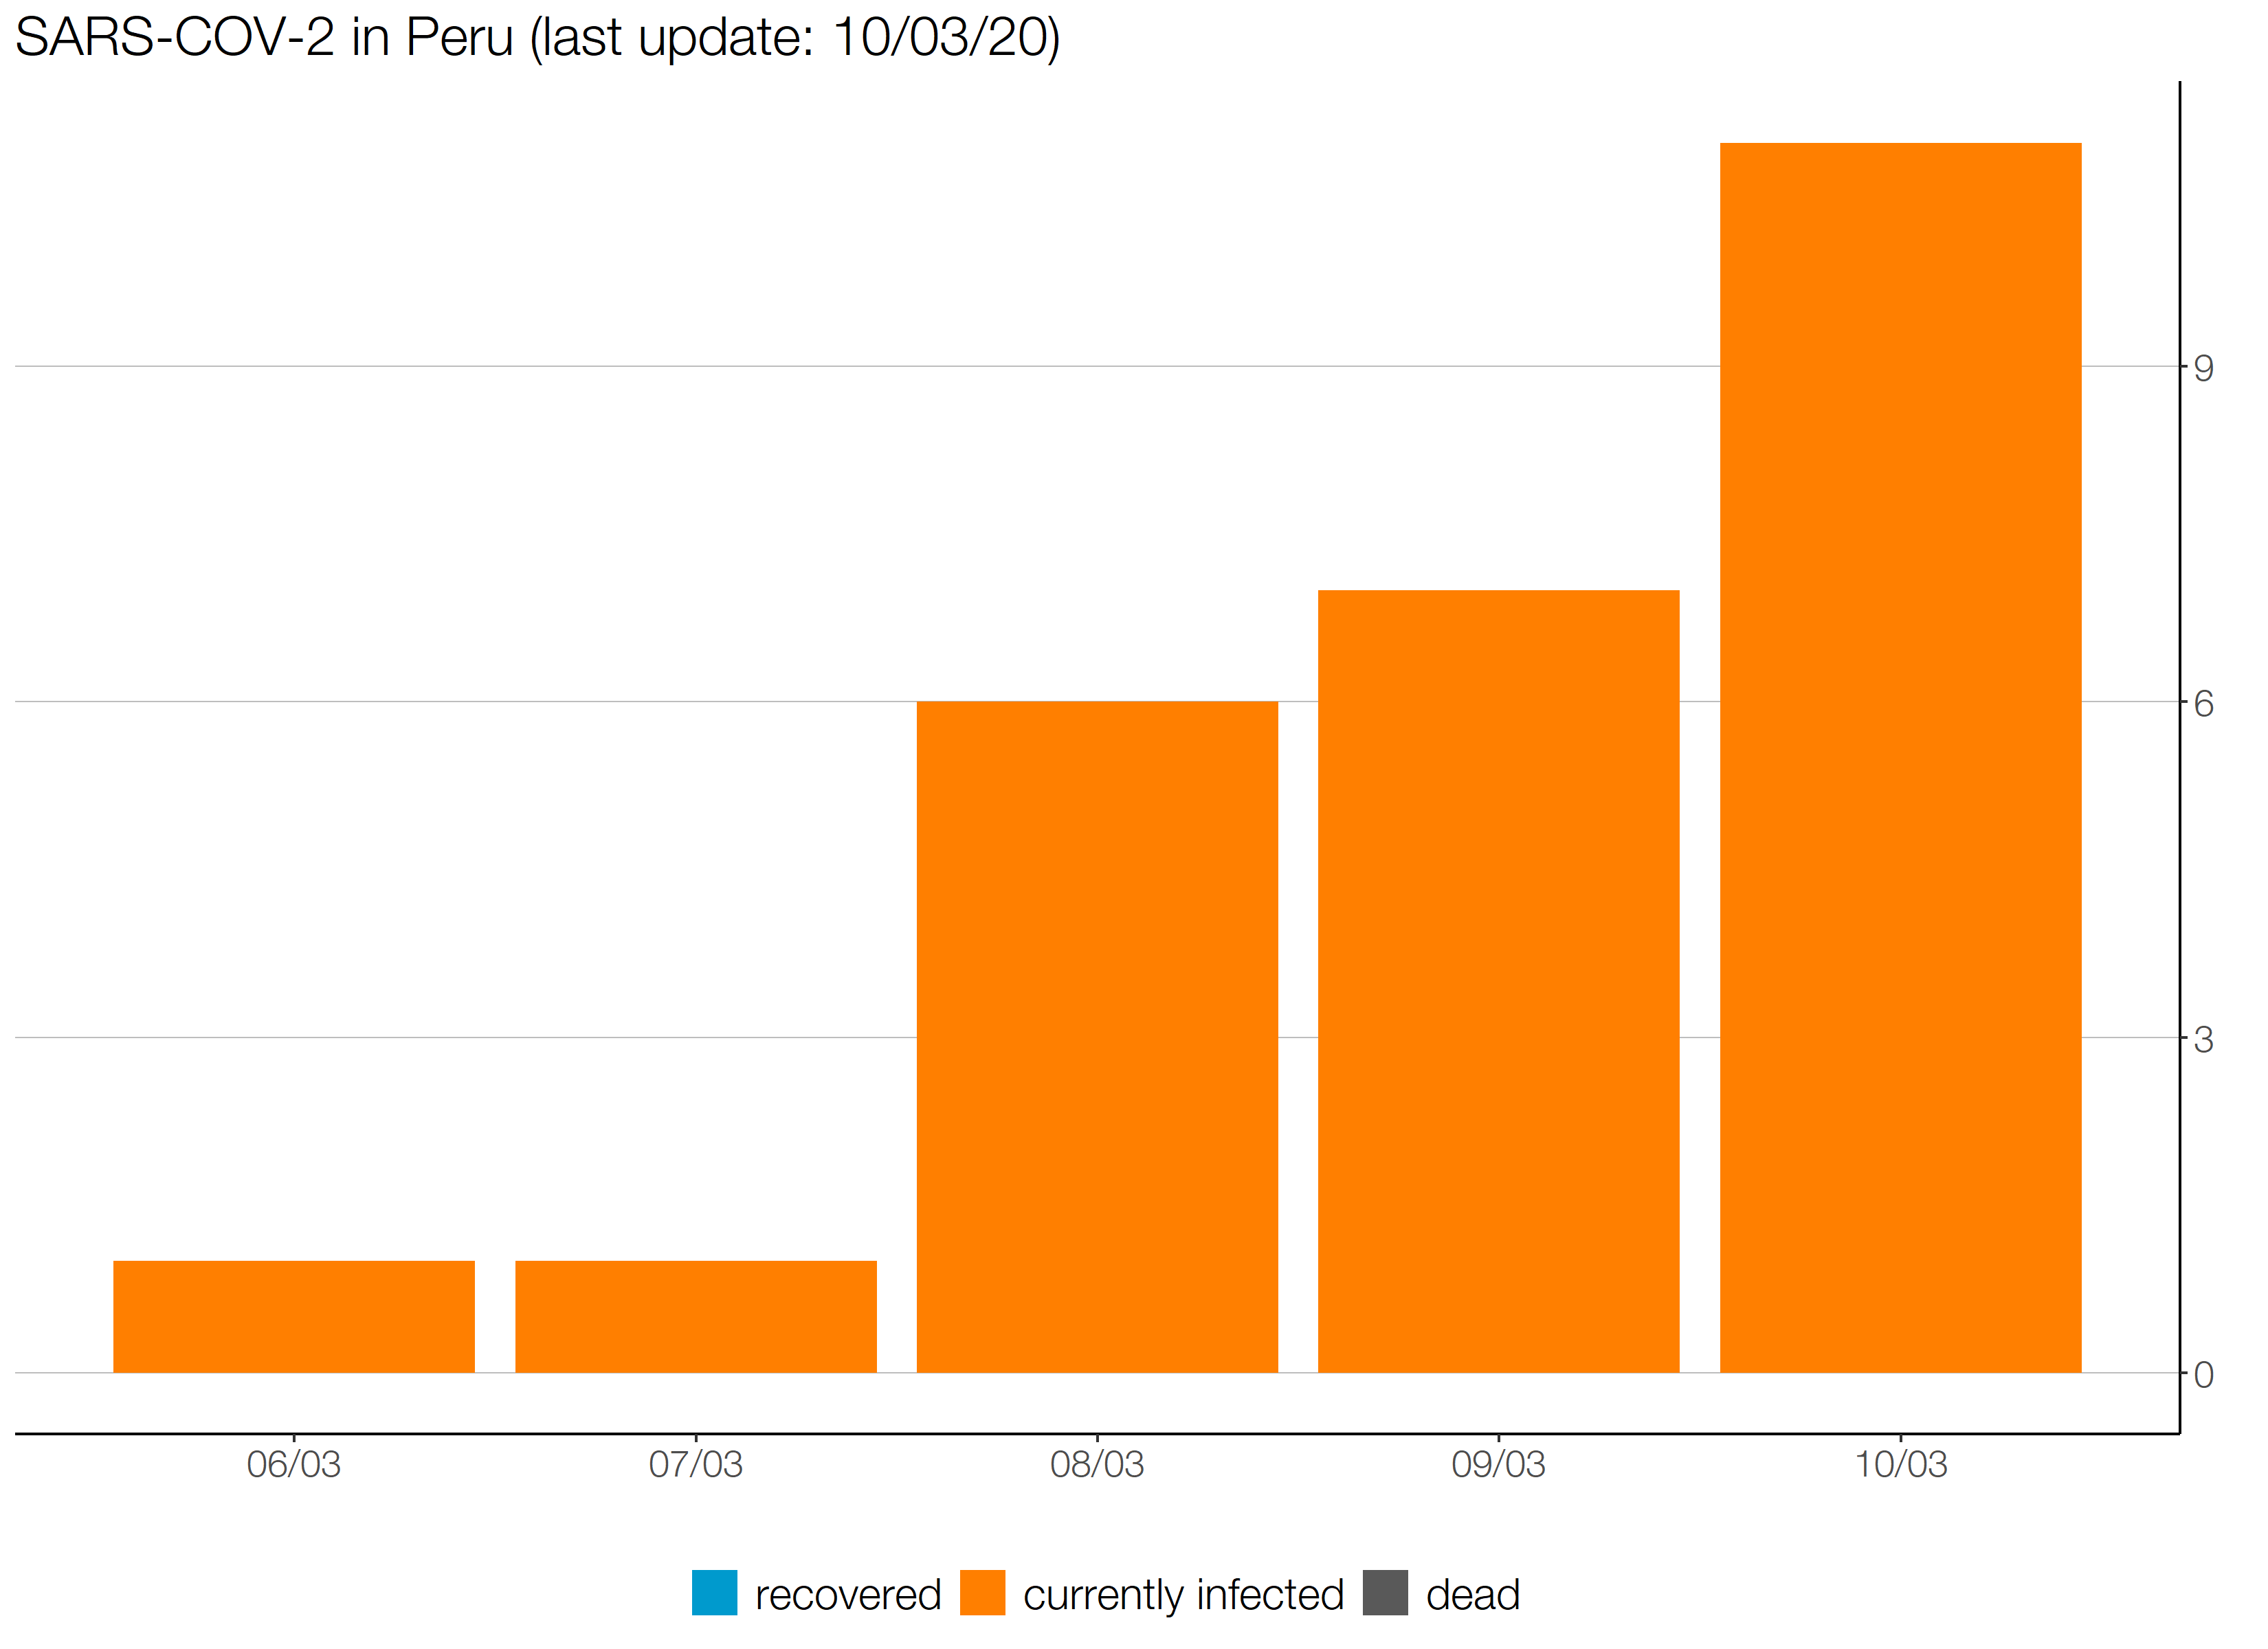 SARS-COV-2 in Peru (last update: 10/03/20)
9
6
3
0
06/03 07/03 08/03 09/03 10/03
recovered currently infected dead